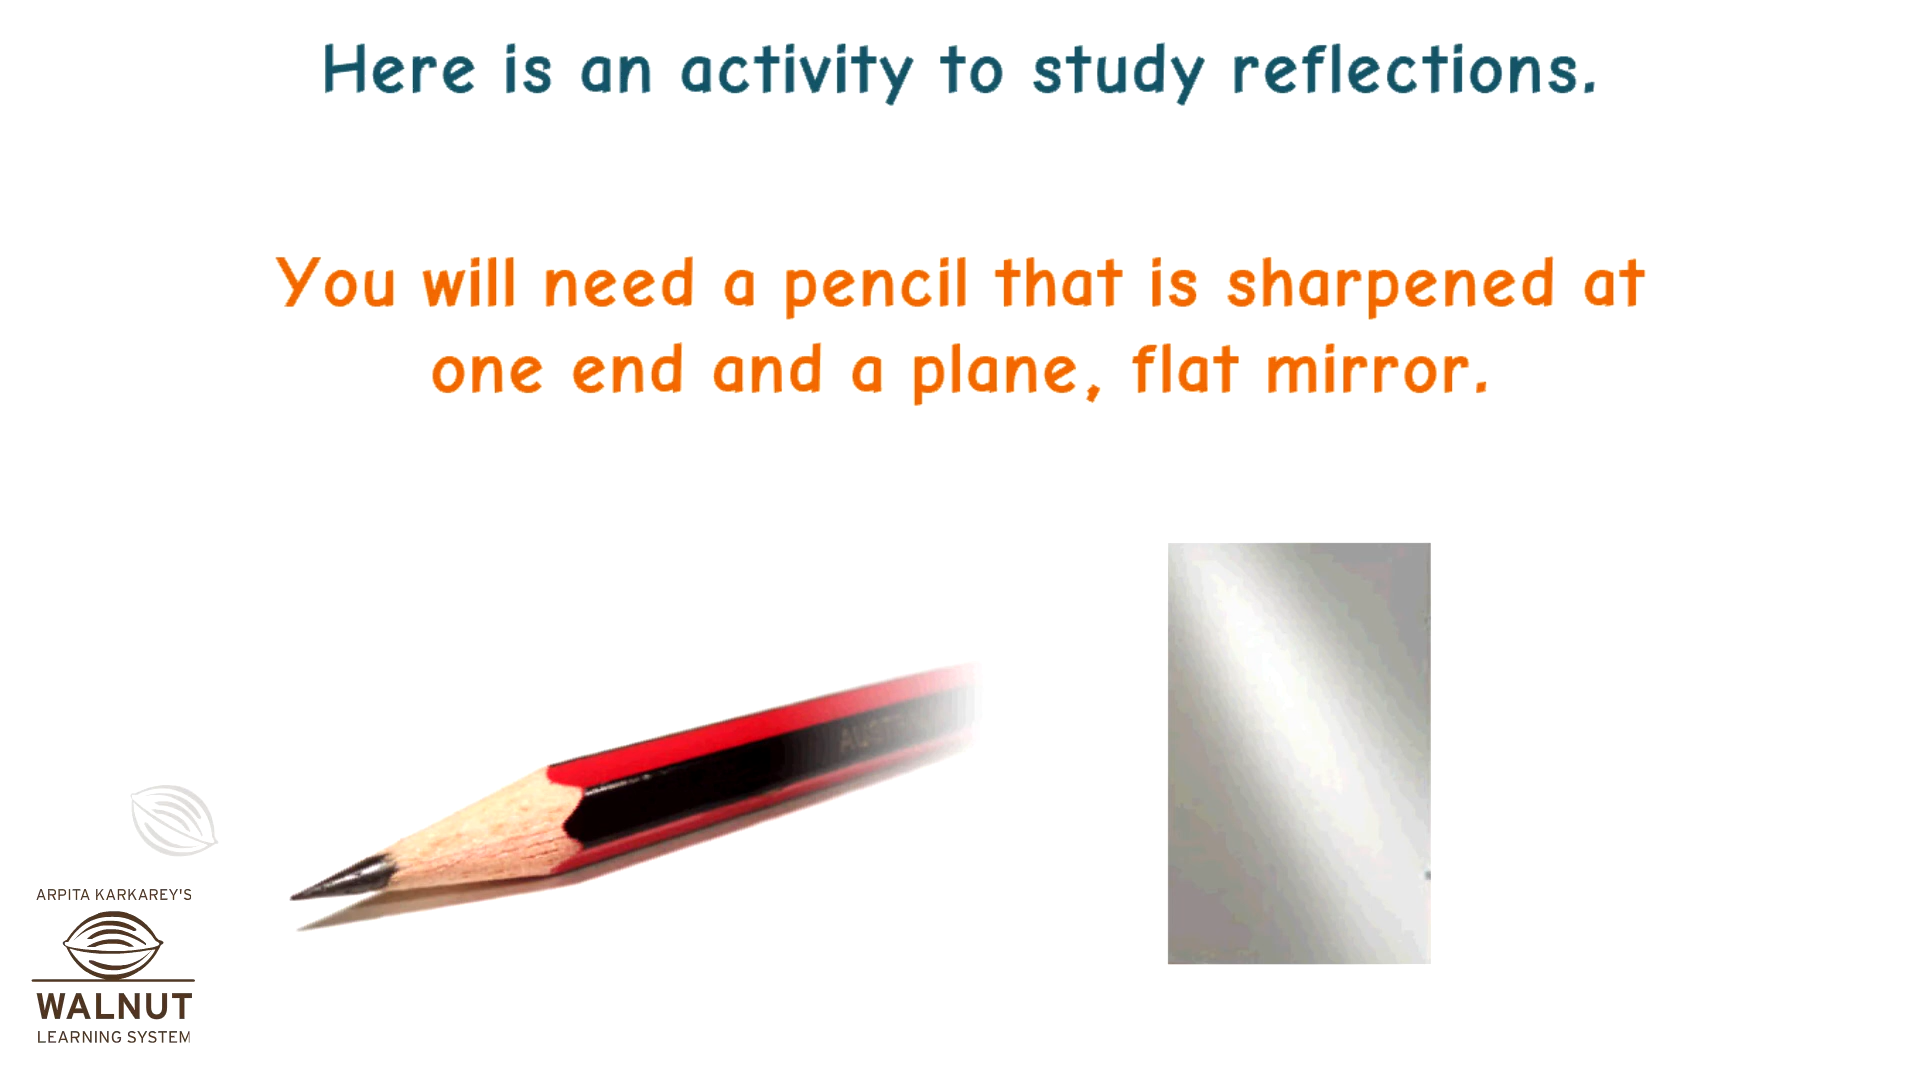 Here is an activity to study reflections.
You will need a pencil that is sharpened at
one end and a plane, flat mirror.
ARPITA KARKAREY'S
WALNUT
LEARNING SYSTEM